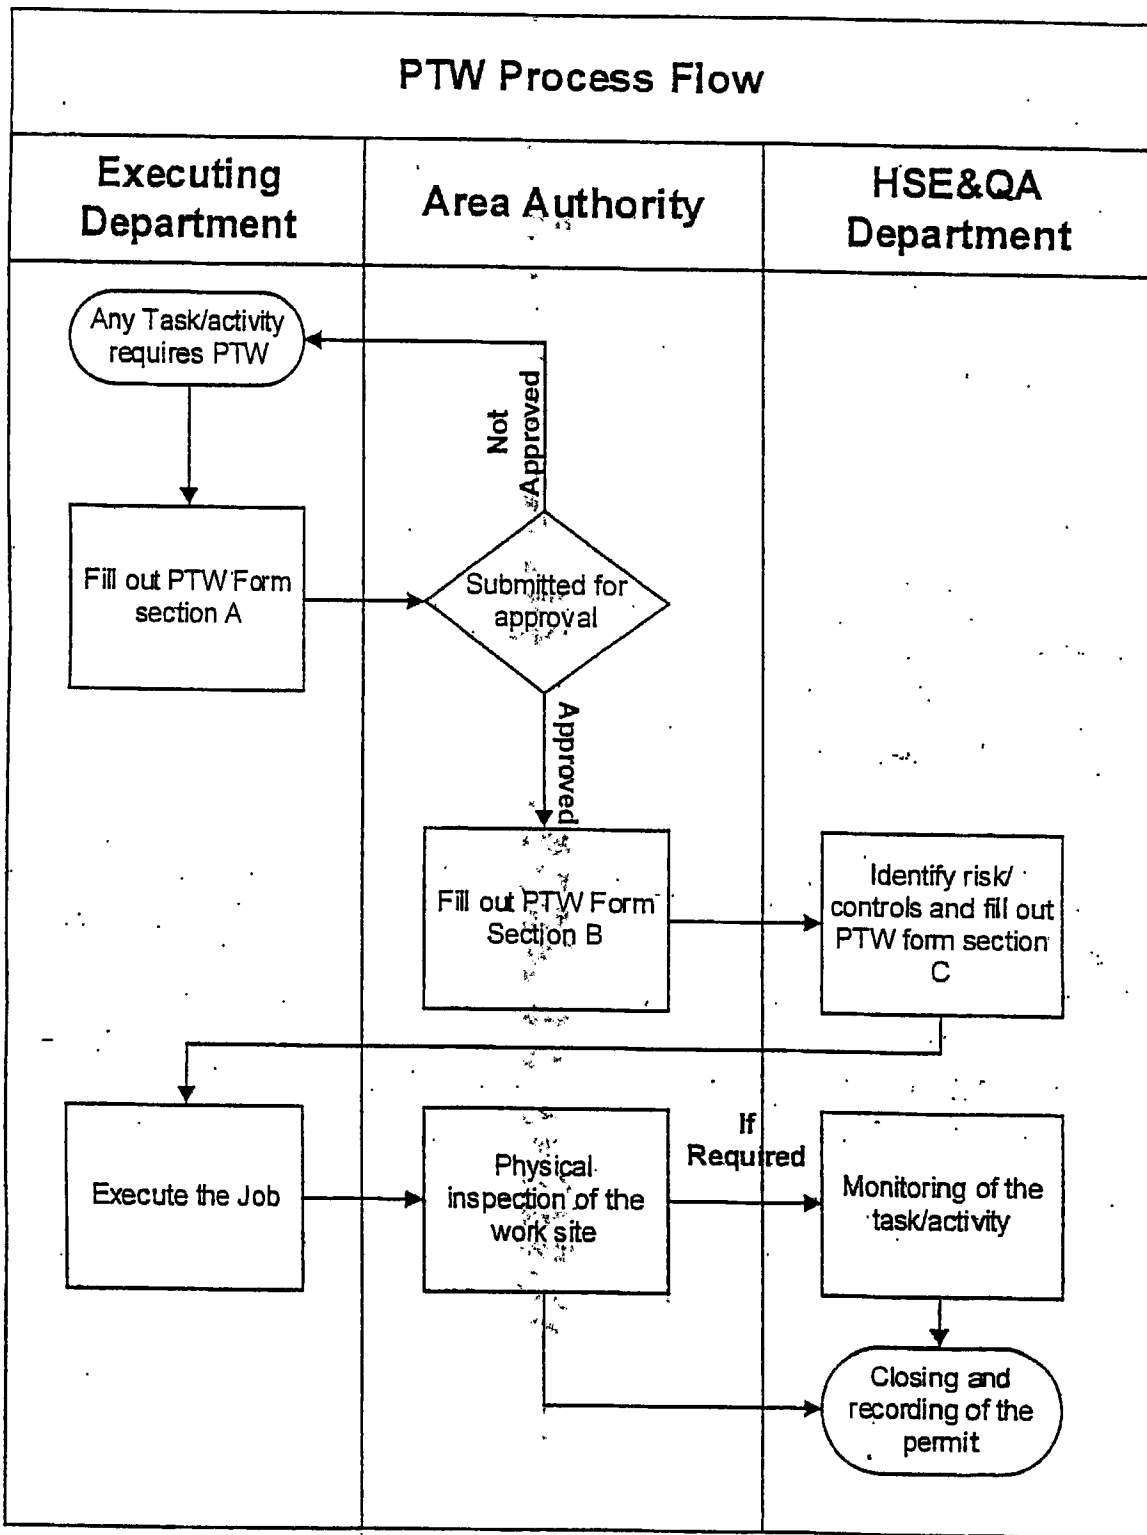 PTW Process Flow
Executing
Department
Area Authority
HSE&QA
Department
Any Task/activity
requires PTW
Not
Approved
Fill out PTW Form
section A
Submitted for
approval
Approved
Fill out PTW Form
Section B
Identify risk/
controls and fill out
PTW form section
C
Execute the Job
Physical
inspection of the
work site
If
Required
Monitoring of the
task/activity
Closing and
recording of the
permit